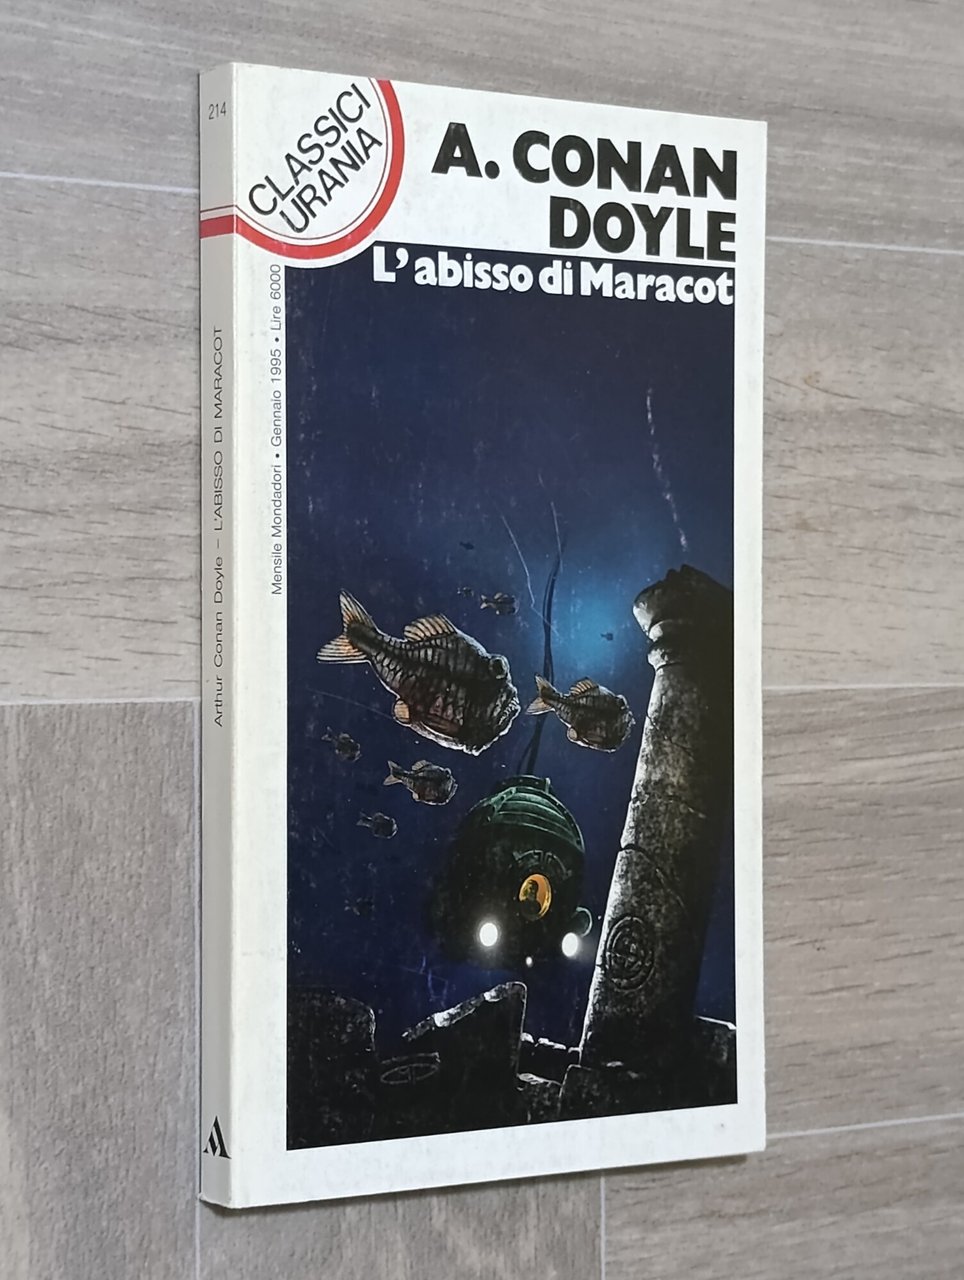 214
Arthur Conan Doyle – L'ABISSO DI MARACOT
CLASSICI
URANIA
A. CONAN
DOYLE
L'abisso di Maracot
Mensile Mondadori • Gennaio 1995 • Lire 6000